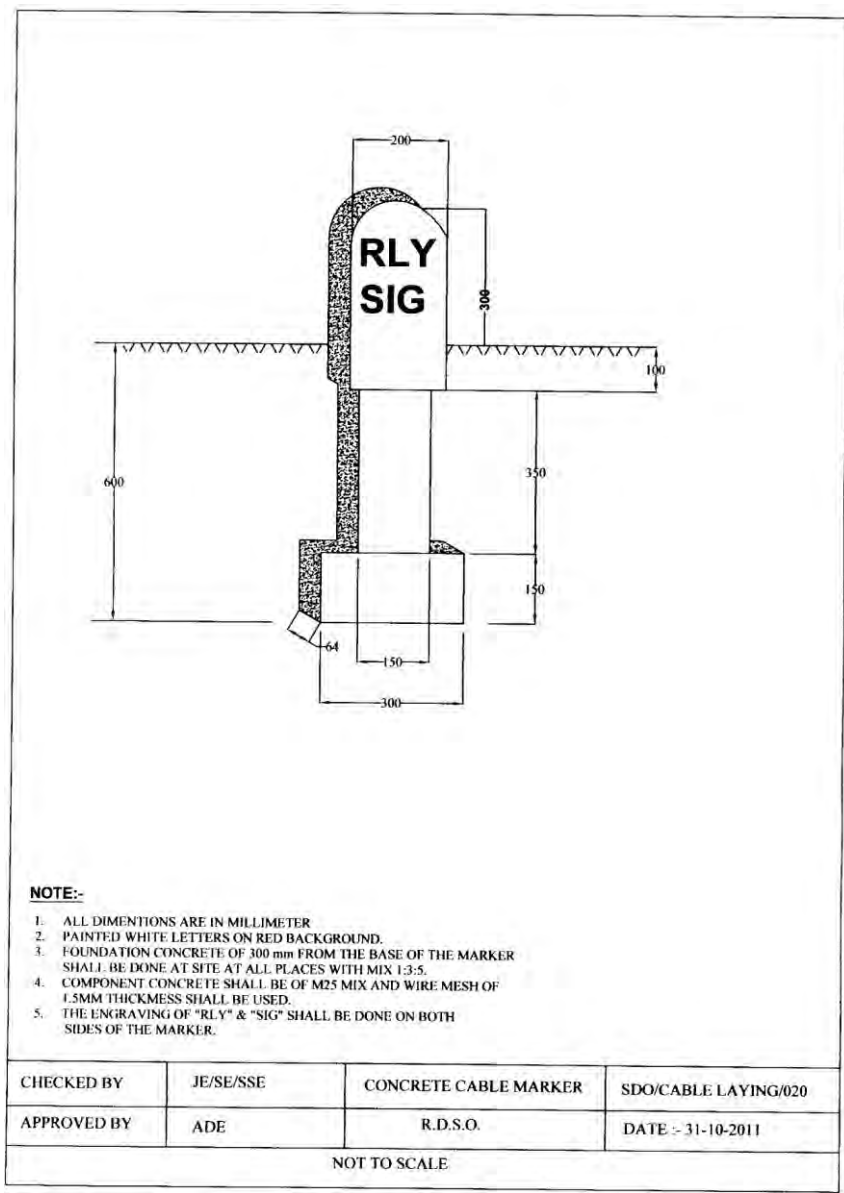 200
RLY
SIG
300
100
600
350
150
64
150
300
NOTE:-
1. ALL DIMENTIONS ARE IN MILLIMETER
2. PAINTED WHITE LETTERS ON RED BACKGROUND.
3. FOUNDATION CONCRETE OF 300 mm FROM THE BASE OF THE MARKER
SHALL BE DONE AT SITE AT ALL PLACES WITH MIX 1:3:5.
4. COMPONENT CONCRETE SHALL BE OF M25 MIX AND WIRE MESH OF
1.5MM THICKMESS SHALL BE USED.
5. THE ENGRAVING OF "RLY" & "SIG" SHALL BE DONE ON BOTH
SIDES OF THE MARKER.
CHECKED BY JE/SE/SSE CONCRETE CABLE MARKER SDO/CABLE LAYING/020
APPROVED BY ADE R.D.S.O. DATE :- 31-10-2011
NOT TO SCALE